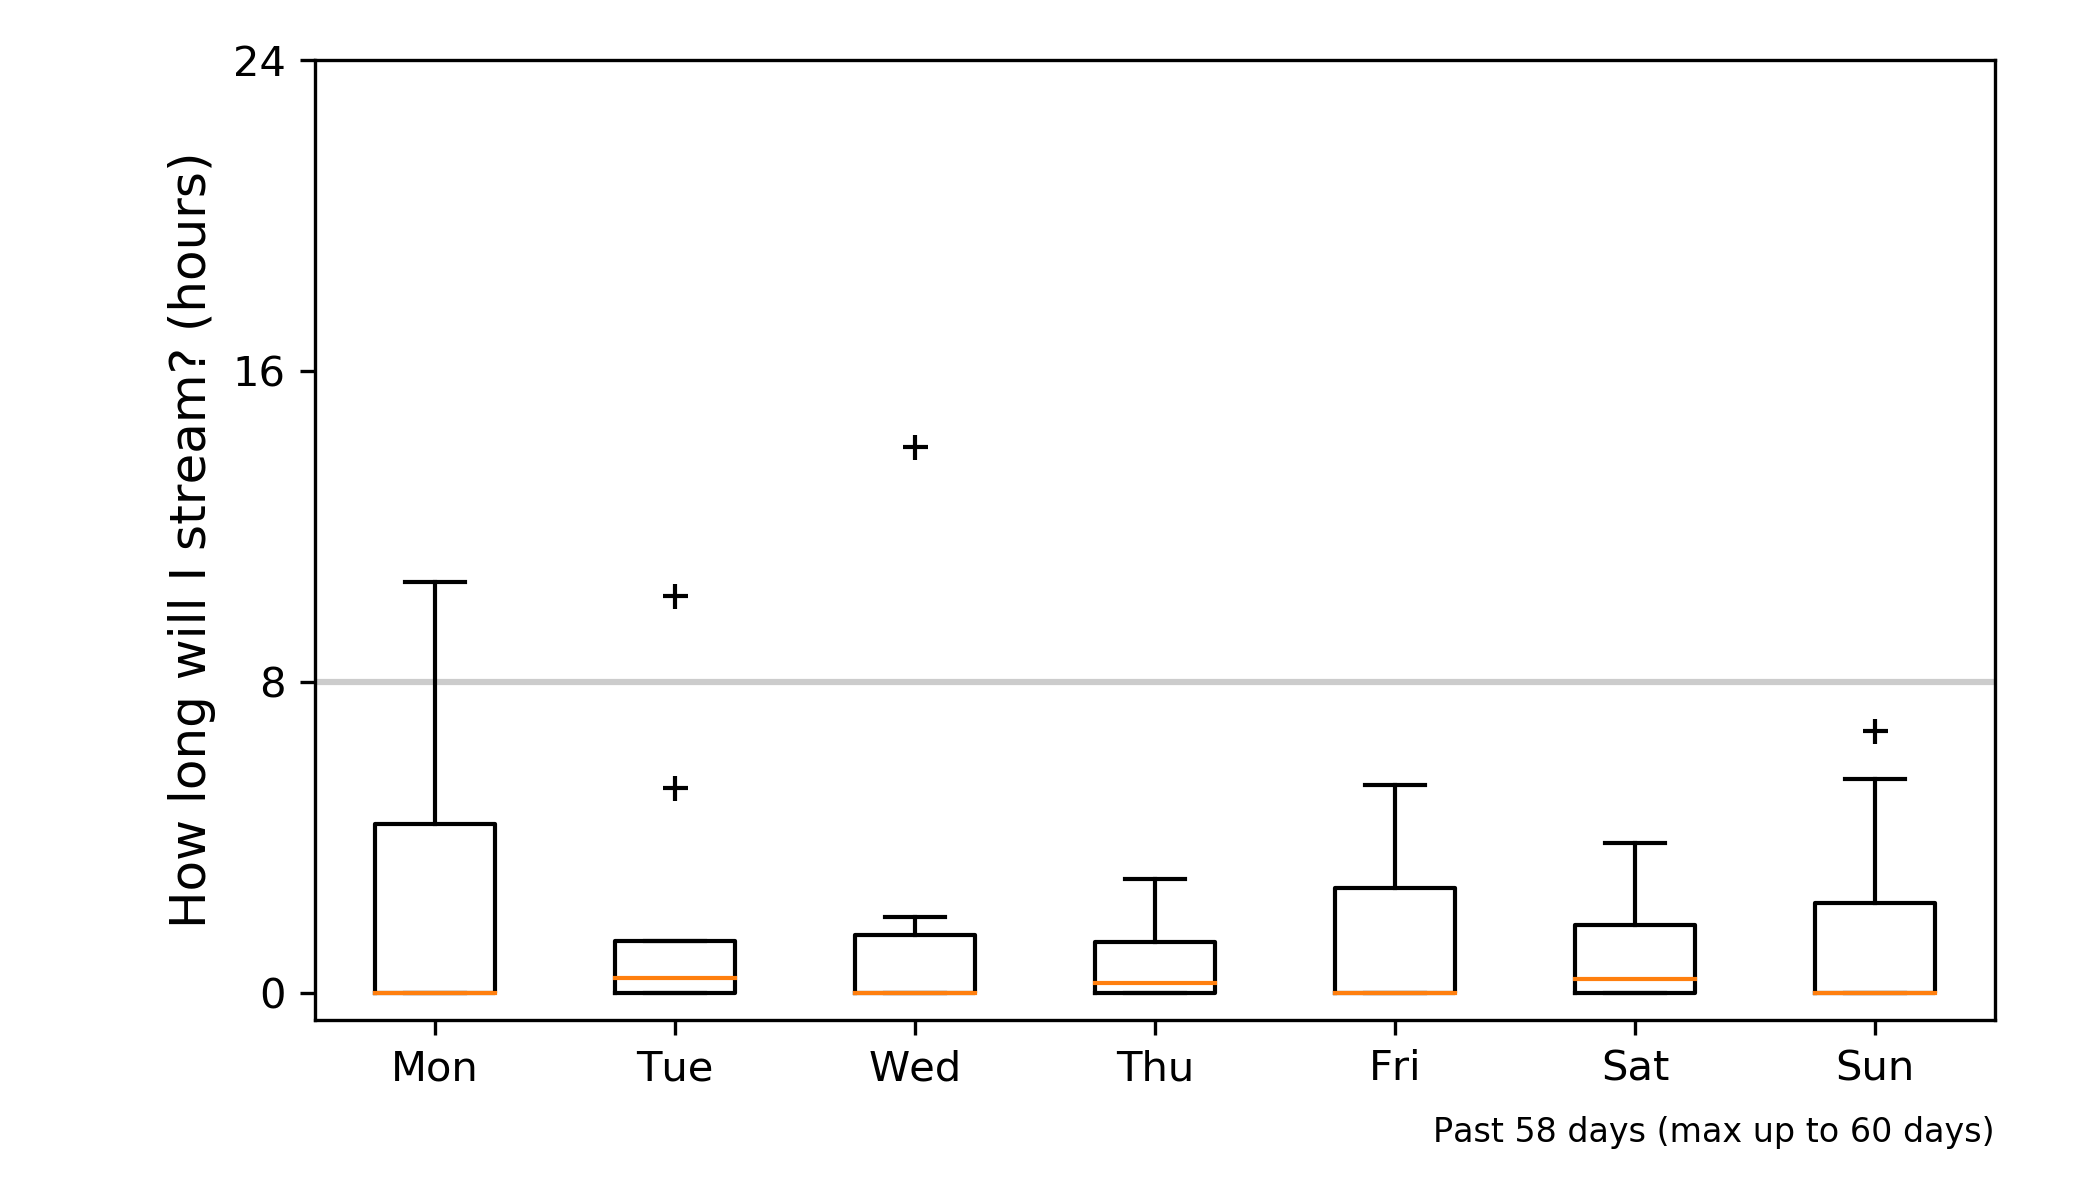 How long will I stream? (hours)
24
16
8
0
Mon Tue Wed Thu Fri Sat Sun
Past 58 days (max up to 60 days)